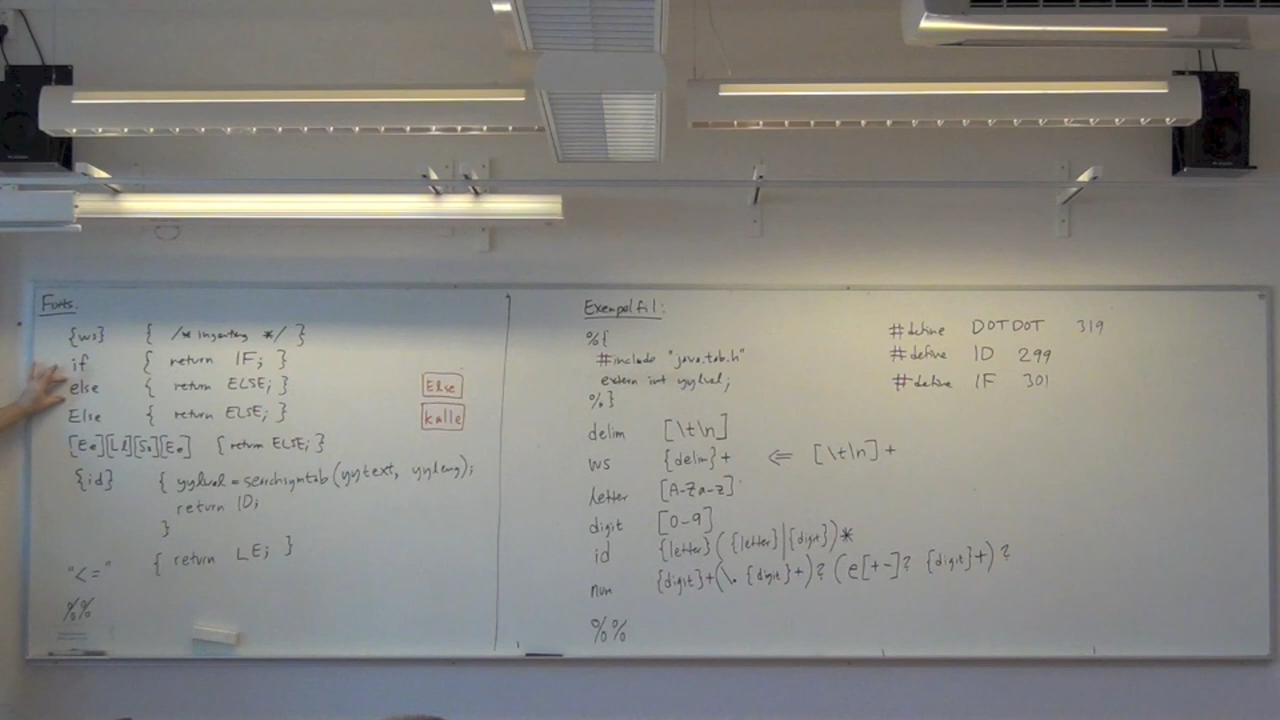 Forts.
{ws} { /* ingenting */ }
if { return IF; }
else { return ELSE; }
Else { return ELSE; }
[Ee][Ll][Ss][Ee] { return ELSE; }
{id} { yylval = searchsymtab(yytext, yyleng);
return ID;
}
"<=" { return LE; }
%%
Else
kalle
Exempelfil:
%{
#include "java.tab.h"
extern int yylval;
%}
delim [\t\n]
ws {delim}+ <= [\t\n]+
letter [A-Za-z]
digit [0-9]
id {letter}({letter}|{digit})*
num {digit}+(\.{digit}+)?(e[+-]?{digit}+)?
%%
#define DOTDOT 319
#define ID 299
#define IF 301